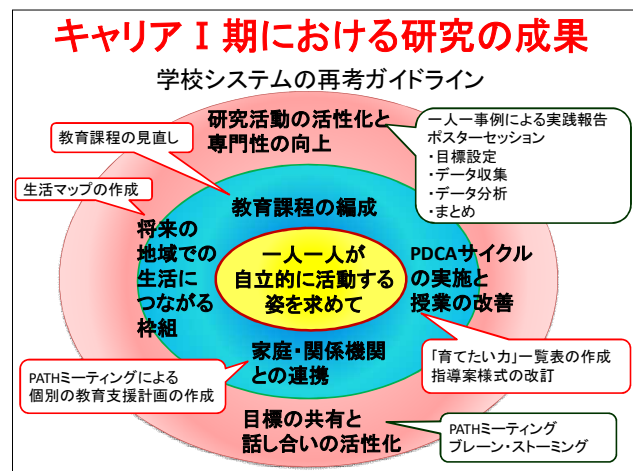 キャリアⅠ期における研究の成果
学校システムの再考ガイドライン
研究活動の活性化と
専門性の向上
一人一事例による実践報告
ポスターセッション
・目標設定
・データ収集
・データ分析
・まとめ
教育課程の見直し
生活マップの作成
教育課程の編成
将来の
地域での
生活に
つながる
枠組
一人一人が
自立的に活動する
姿を求めて
PDCAサイクル
の実施と
授業の改善
家庭・関係機関
との連携
「育てたい力」一覧表の作成
指導案様式の改訂
PATHミーティングによる
個別の教育支援計画の作成
目標の共有と
話し合いの活性化
PATHミーティング
ブレーン・ストーミング